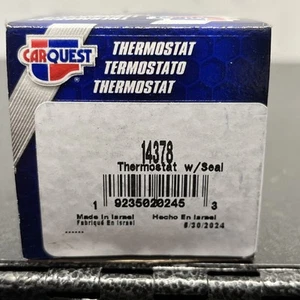 CARQUEST
THERMOSTAT
TERMOSTATO
THERMOSTAT
14378
Thermostat w/Seal
1 9235020245 3
Made In Israel Hecho En Israel
Fabriqué En Israel 8/30/2024